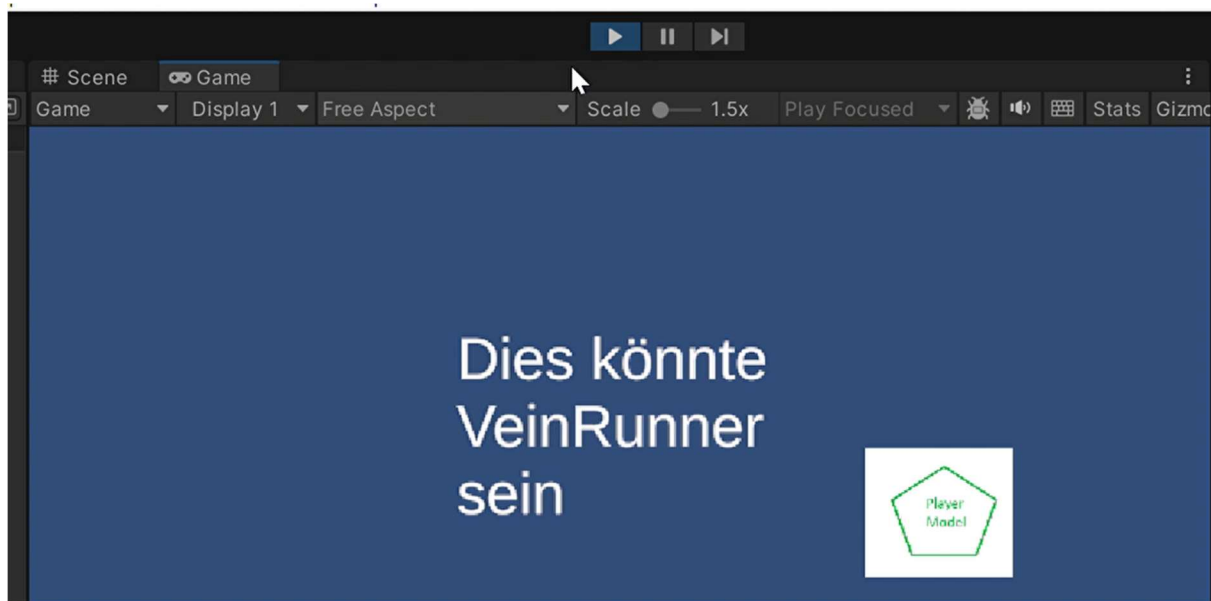 Scene
Game
Game
Display 1
Free Aspect
Scale
1.5x
Play Focused
Stats
Gizmo
Dies könnte
VeinRunner
sein
Player
Model